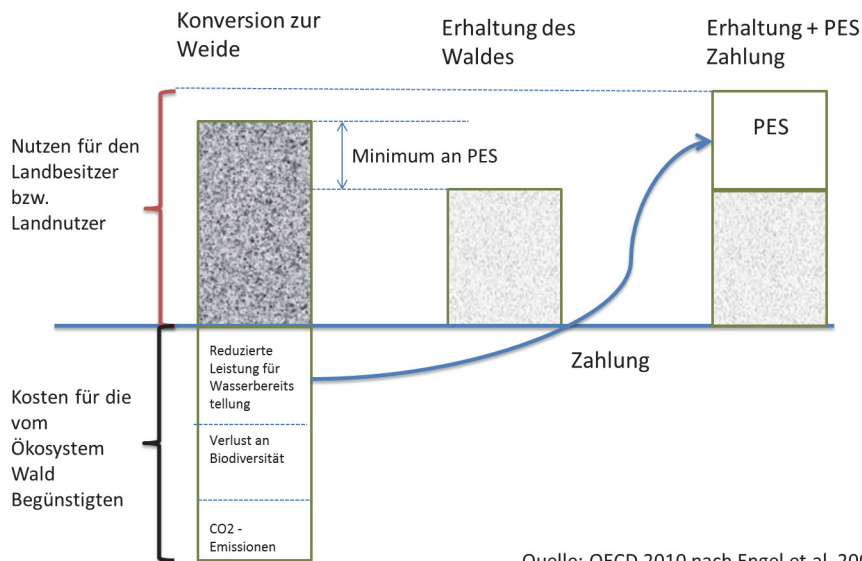 Konversion zur
Weide
Erhaltung des
Waldes
Erhaltung + PES
Zahlung
Nutzen für den
Landbesitzer
bzw.
Landnutzer
Minimum an PES
PES
Zahlung
Kosten für die
vom
Ökosystem
Wald
Begünstigten
Reduzierte
Leistung für
Wasserbereits
tellung
Verlust an
Biodiversität
CO2 -
Emissionen
Quelle: OECD 2010 nach Engel et al.